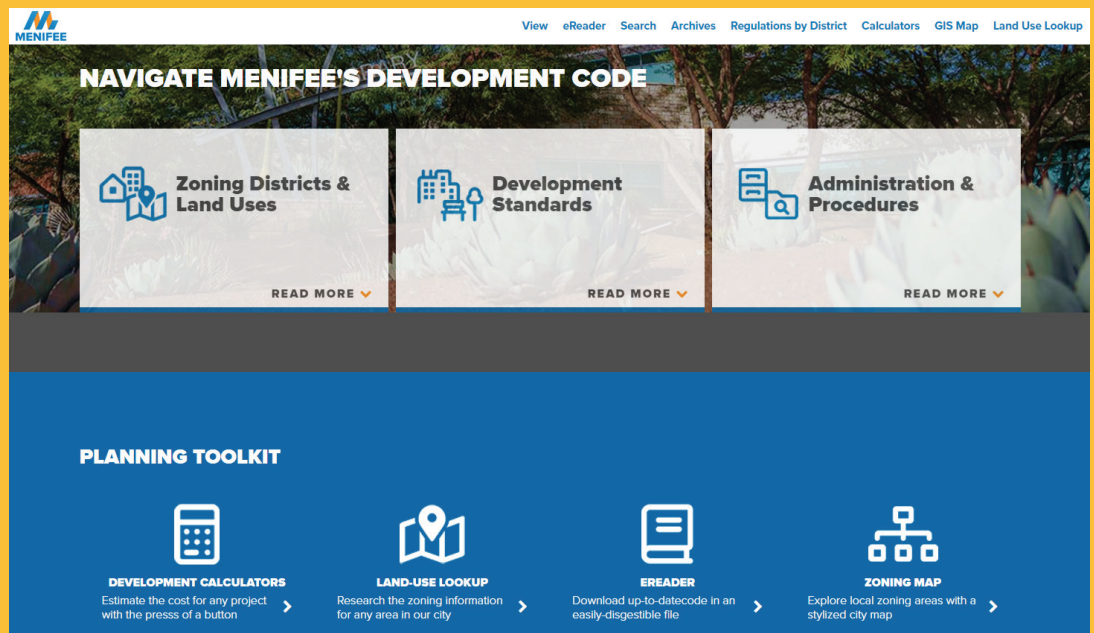 MENIFEE
View eReader Search Archives Regulations by District Calculators GIS Map Land Use Lookup
NAVIGATE MENIFEE'S DEVELOPMENT CODE
Zoning Districts &
Land Uses
READ MORE
Development
Standards
READ MORE
Administration &
Procedures
READ MORE
PLANNING TOOLKIT
DEVELOPMENT CALCULATORS
Estimate the cost for any project
with the presss of a button
LAND-USE LOOKUP
Research the zoning information
for any area in our city
EREADER
Download up-to-datecode in an
easily-disgestible file
ZONING MAP
Explore local zoning areas with a
stylized city map